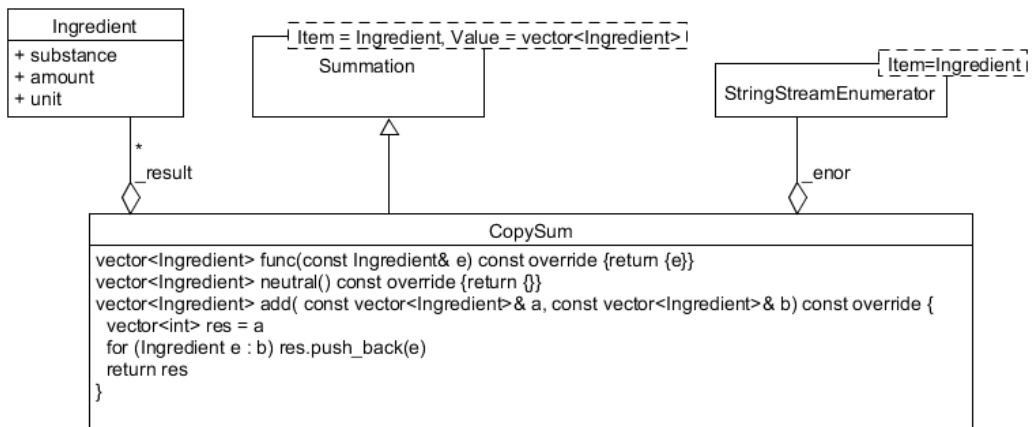 Ingredient
+ substance
+ amount
+ unit
Item = Ingredient, Value = vector<Ingredient>
Summation
Item=Ingredient
StringStreamEnumerator
*
_result
_enor
CopySum
vector<Ingredient> func(const Ingredient& e) const override {return {e}}
vector<Ingredient> neutral() const override {return {}}
vector<Ingredient> add( const vector<Ingredient>& a, const vector<Ingredient>& b) const override {
vector<int> res = a
for (Ingredient e : b) res.push_back(e)
return res
}